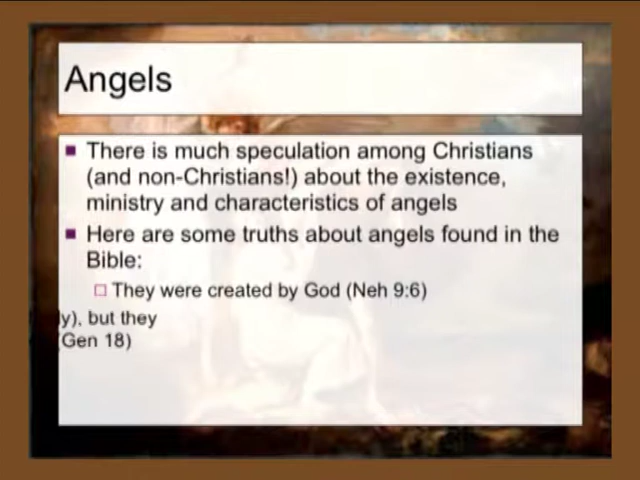 Angels
There is much speculation among Christians
(and non-Christians!) about the existence,
ministry and characteristics of angels
Here are some truths about angels found in the
Bible:
They were created by God (Neh 9:6)
ly), but they
(Gen 18)